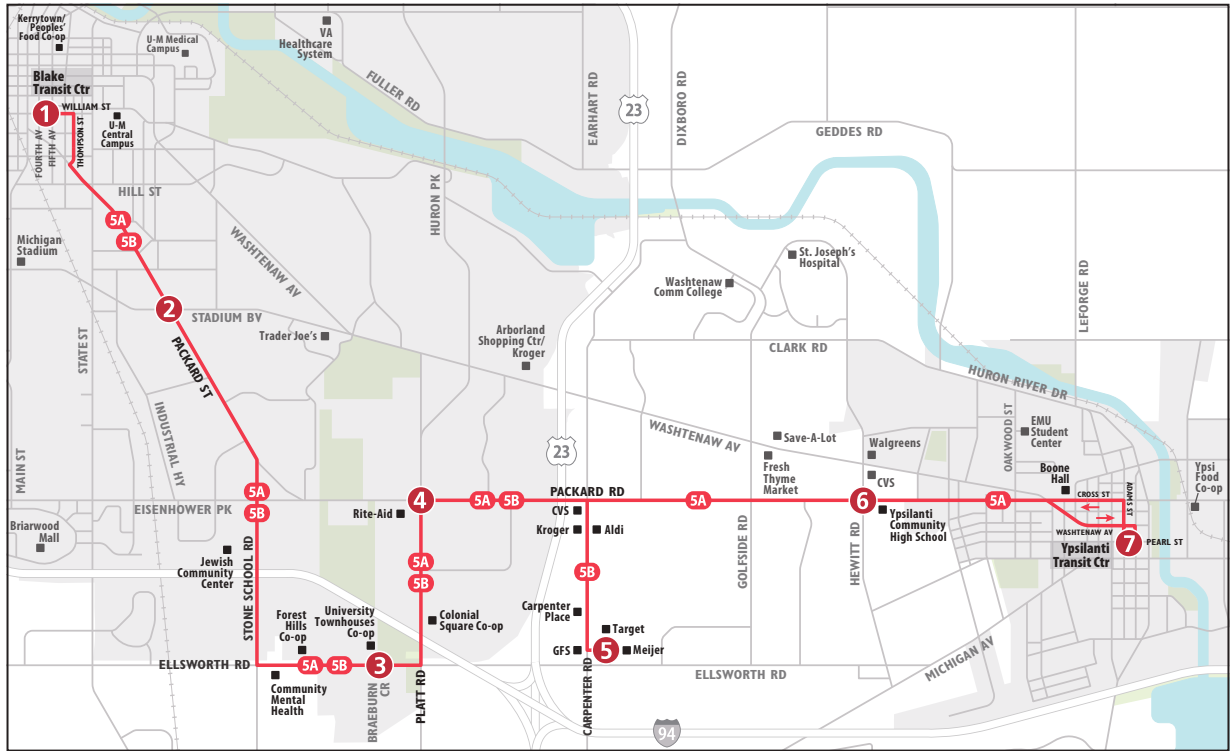 Kerrytown/
Peoples'
Food Co-op
U-M Medical
Campus
VA
Healthcare
System
FULLER RD
EARHART RD
23
DIXBORO RD
GEDDES RD
Blake
Transit Ctr
1
WILLIAM ST
U-M
Central
Campus
FOURTH AV
FIFTH AV
THOMPSON ST
HILL ST
HURON PK
5A
5B
Michigan
Stadium
WASHTENAW AV
St. Joseph's
Hospital
Washtenaw
Comm College
LEFORGE RD
2
STADIUM BV
Trader Joe's
Arborland
Shopping Ctr/
Kroger
CLARK RD
STATE ST
PACKARD ST
HURON RIVER DR
INDUSTRIAL HY
MAIN ST
WASHTENAW AV
23
Save-A-Lot
Fresh
Thyme
Market
Walgreens
CVS
OAKWOOD ST
EMU
Student
Center
Boone
Hall
Ypsi
Food
Co-op
5A
5B
EISENHOWER PK
Rite-Aid
4
5A
5B
PACKARD RD
5A
6
5A
CROSS ST
ADAMS ST
CVS
Kroger
Aldi
Ypsilanti
Community
High School
WASHTENAW AV
7
PEARL ST
Ypsilanti
Transit Ctr
Briarwood
Mall
Jewish
Community
Center
STONE SCHOOL RD
5A
5B
5B
GOLFSIDE RD
HEWITT RD
Forest
Hills
Co-op
University
Townhouses
Co-op
Colonial
Square Co-op
Carpenter
Place
Target
GFS
5
Meijer
ELLSWORTH RD
5A
5B
3
ELLSWORTH RD
MICHIGAN AV
Community
Mental
Health
BRAEBURN
CR
PLATT RD
CARPENTER RD
94